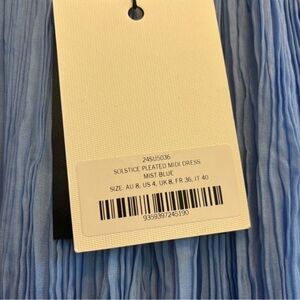 24SU5036
SOLSTICE PLEATED MIDI DRESS
MIST BLUE
SIZE: AU 8, US 4, UK 8, FR 36, IT 40
9359397245190